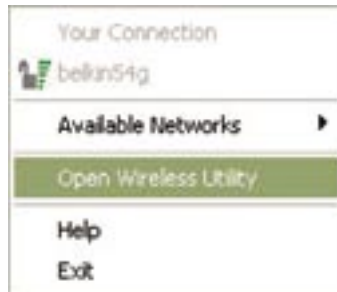 Your Connection
belkin54g
Available Networks
Open Wireless Utility
Help
Exit